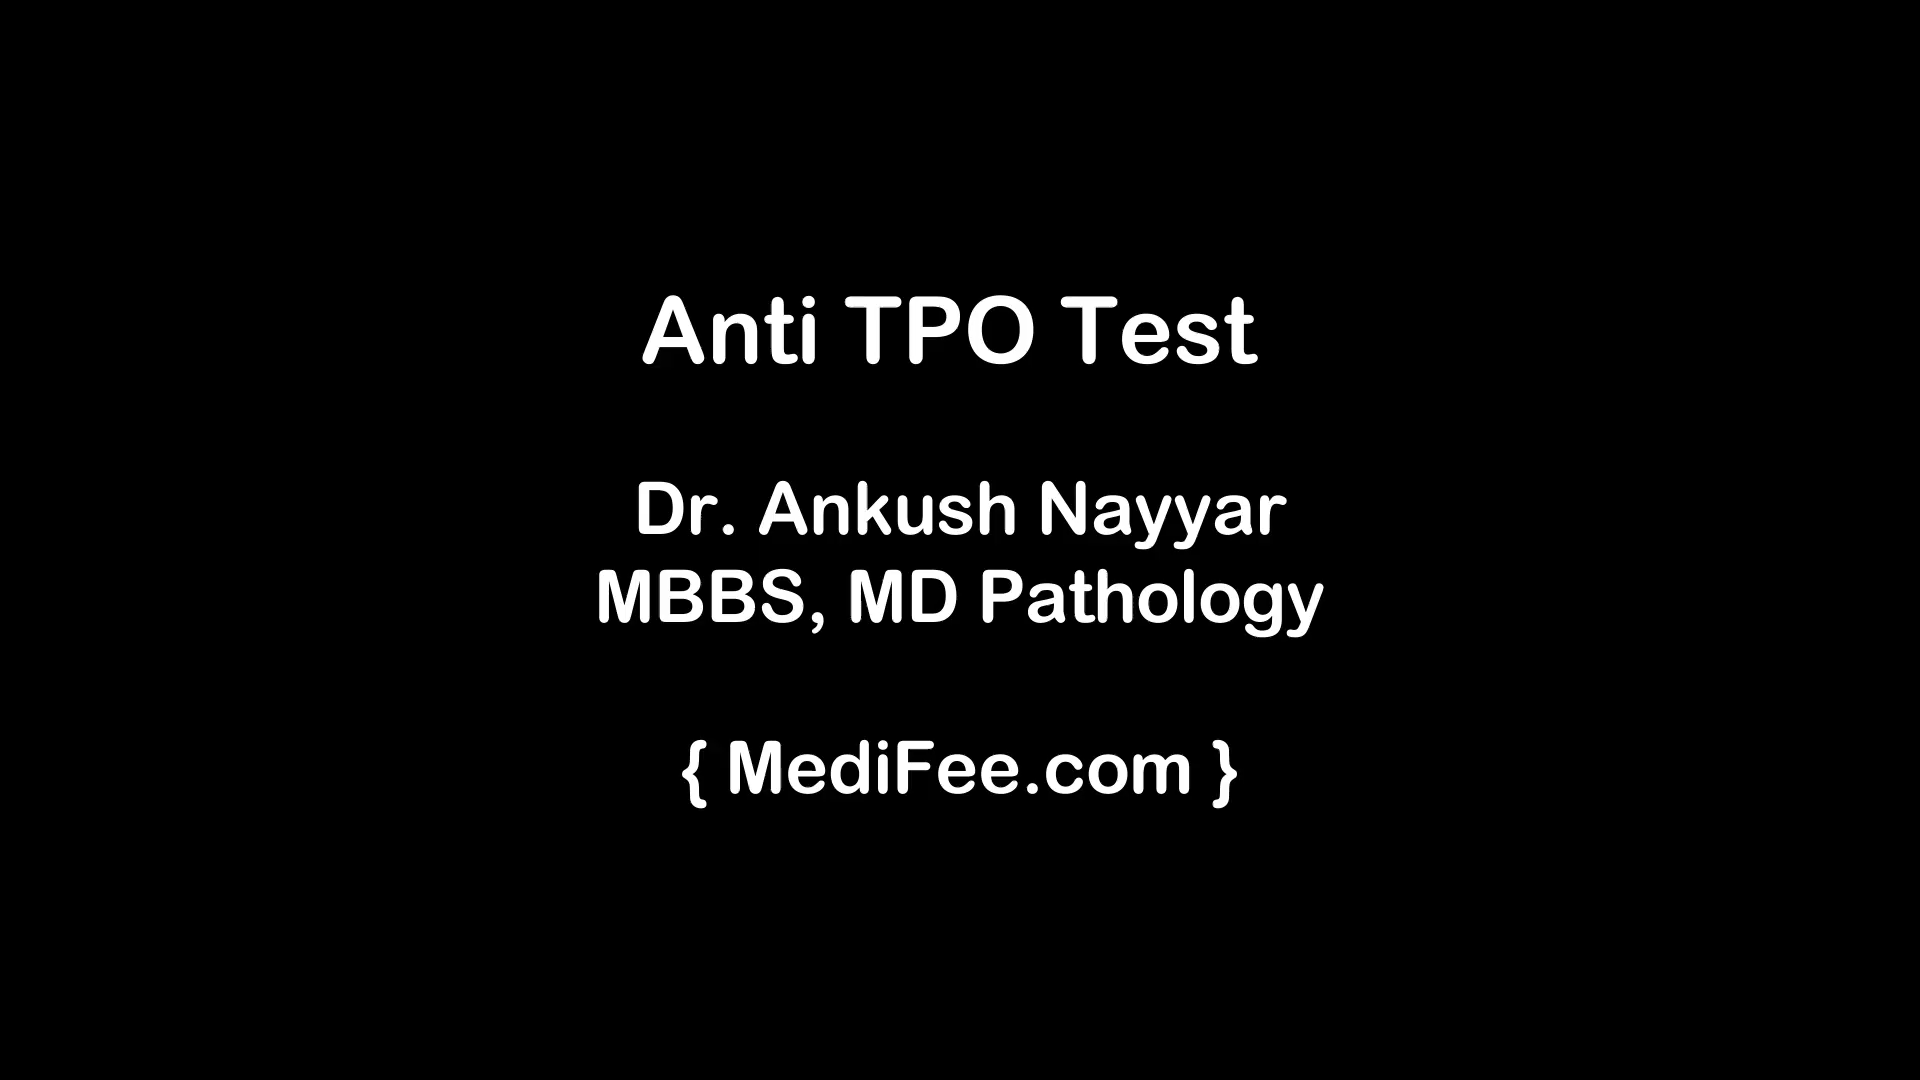 Anti TPO Test
Dr. Ankush Nayyar
MBBS, MD Pathology
{ MediFee.com }